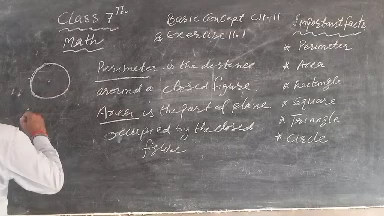 Class 7th
Math
Basic Concept CH-11
& Exercise 11.1
Perimeter is the distance
around a closed figure.
Area is the part of plane
occupied by the closed
figure
Important facts
* Perimeter
* Area
* Rectangle
* Square
* Triangle
* Circle